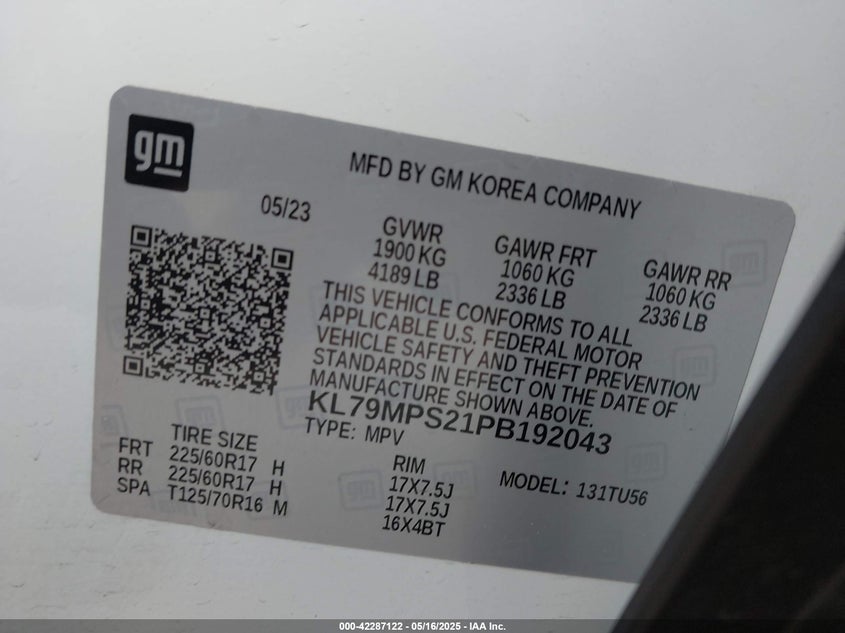 gm
MFD BY GM KOREA COMPANY
05/23
GVWR
1900 KG
4189 LB
GAWR FRT
1060 KG
2336 LB
GAWR RR
1060 KG
2336 LB
THIS VEHICLE CONFORMS TO ALL
APPLICABLE U.S. FEDERAL MOTOR
VEHICLE SAFETY AND THEFT PREVENTION
STANDARDS IN EFFECT ON THE DATE OF
MANUFACTURE SHOWN ABOVE.
KL79MPS21PB192043
TYPE: MPV
MODEL: 131TU56
TIRE SIZE
RIM
FRT 225/60R17 H 17X7.5J
RR 225/60R17 H 17X7.5J
SPA T125/70R16 M 16X4BT
000-42287122 - 05/16/2025 - IAA Inc.